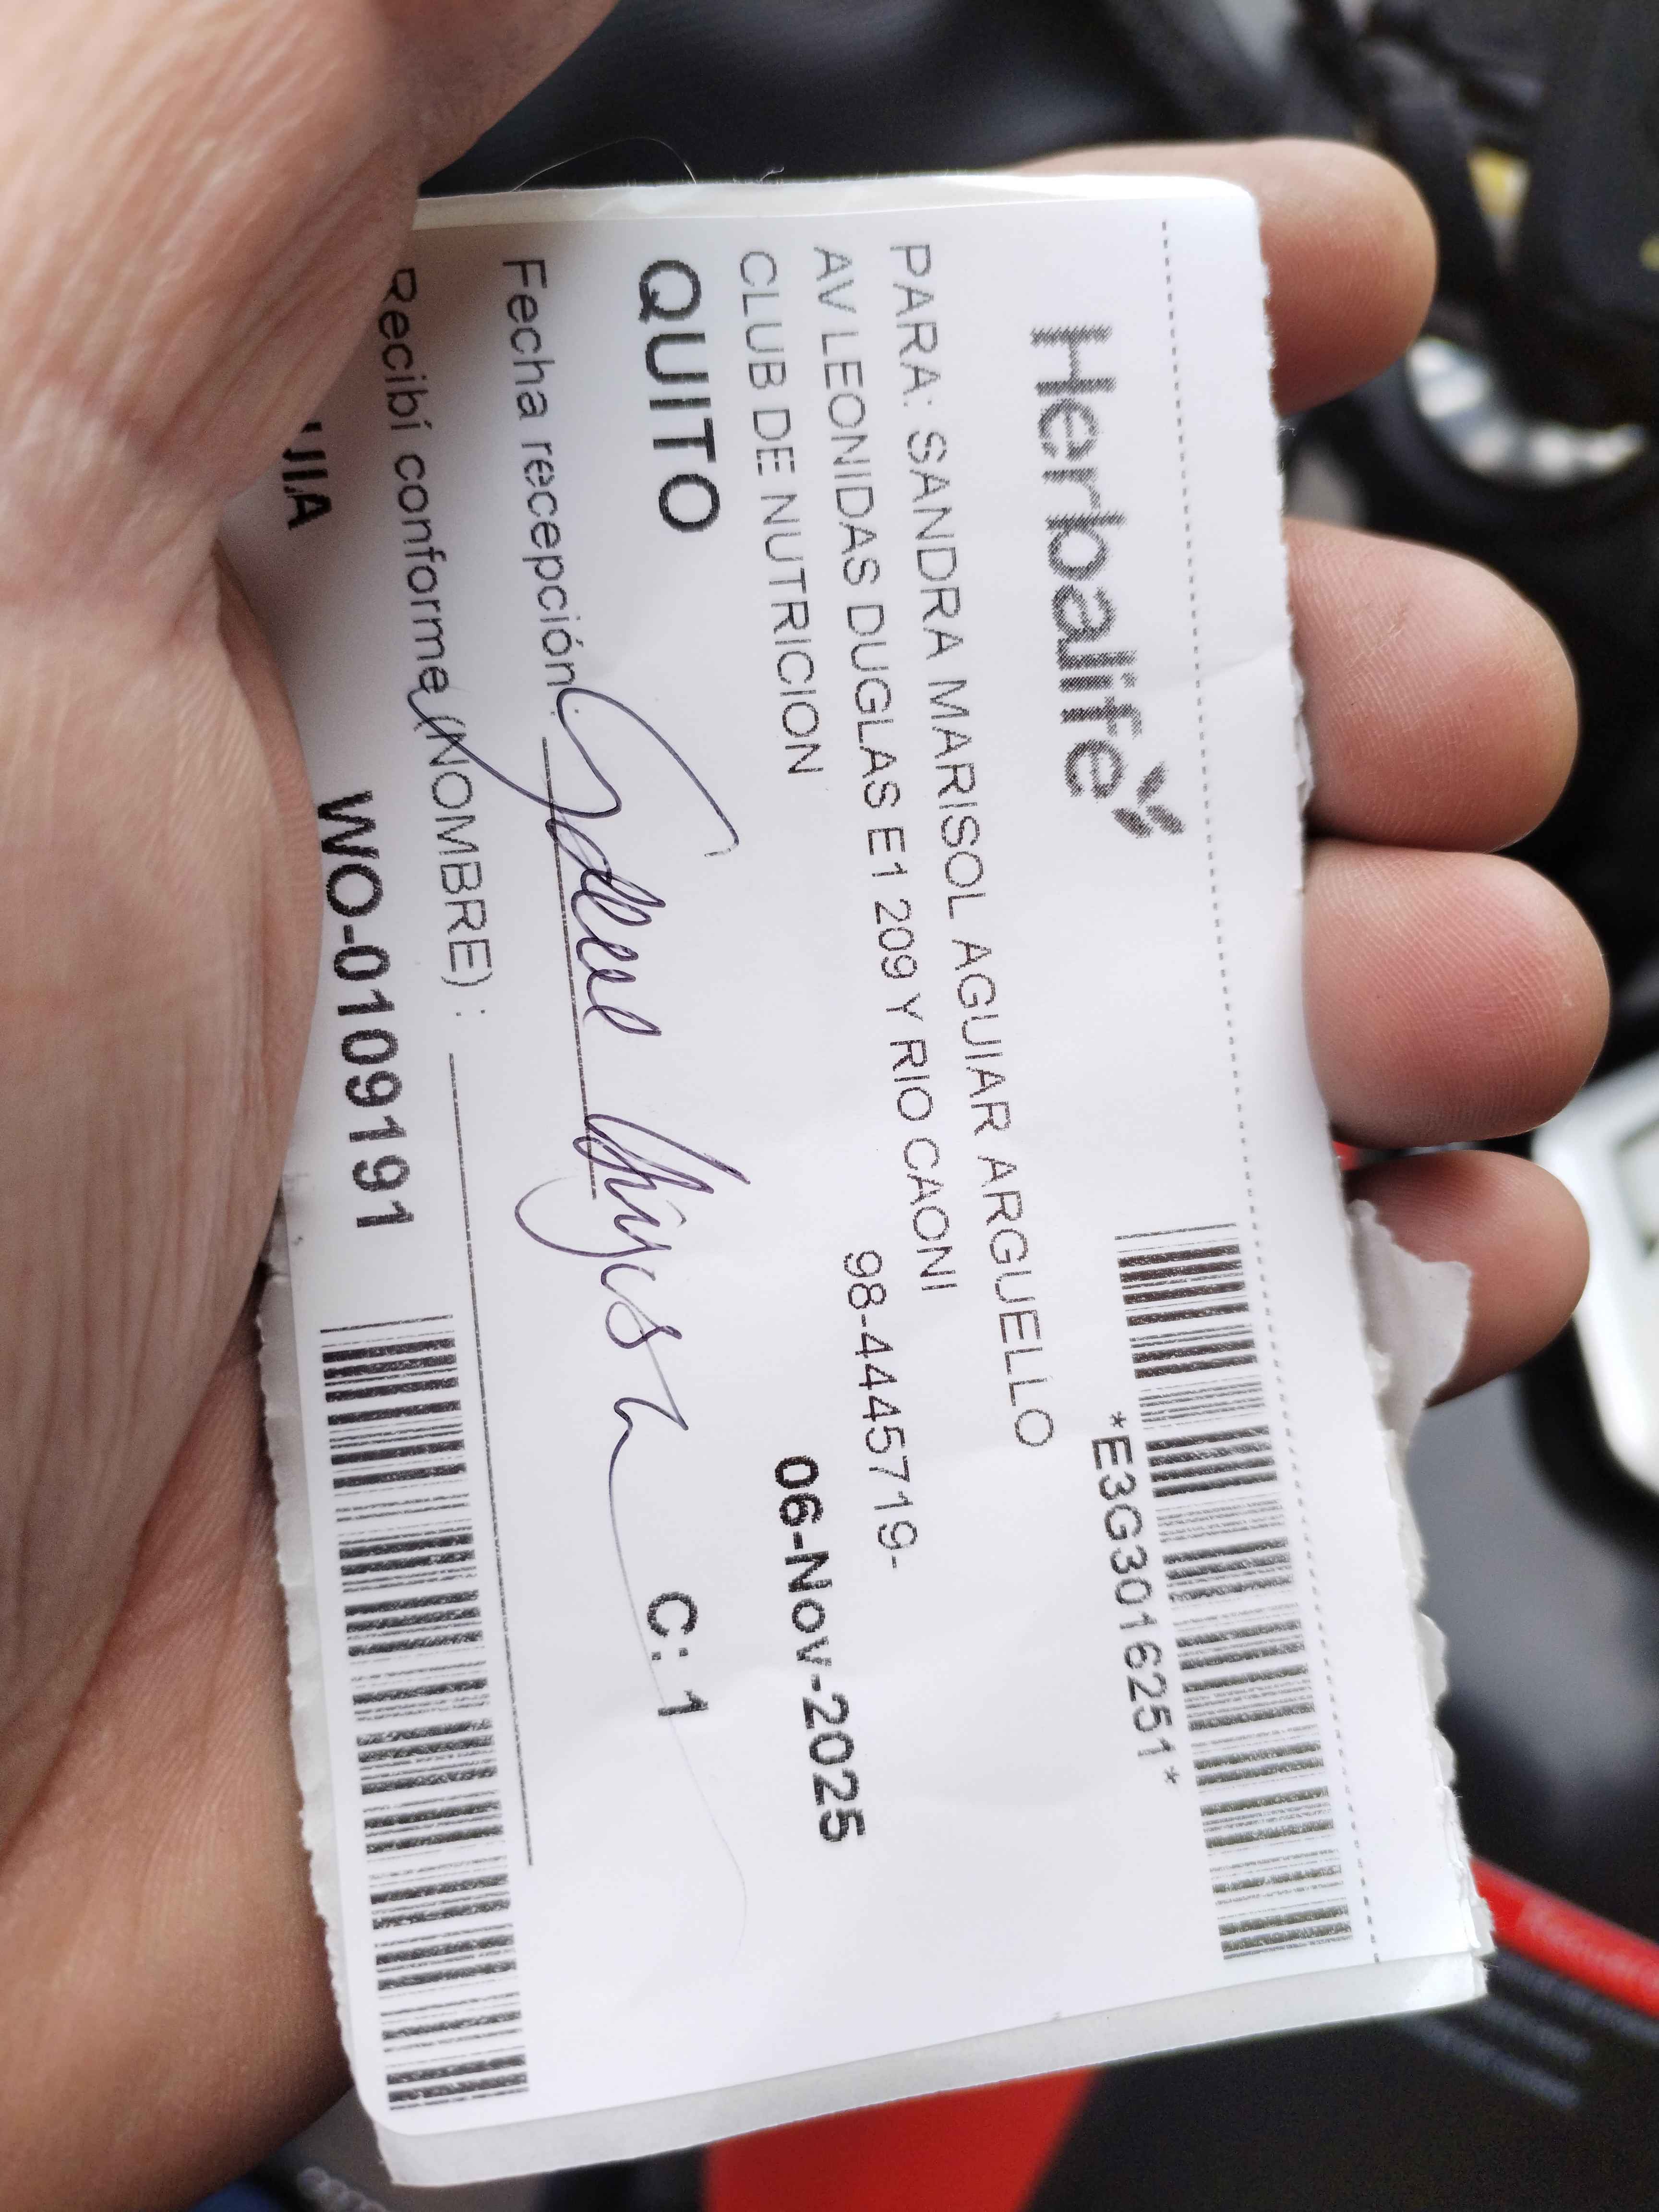 Herbalife
*E3G3016251*
PARA: SANDRA MARISOL AGUIAR ARGUELLO
AV LEONIDAS DUGLAS E1 209 Y RIO CAONI
CLUB DE NUTRICION
98-4445719-
06-Nov-2025
QUITO
C: 1
Fecha recepción:
Recibí conforme (NOMBRE) :
WO-0109191